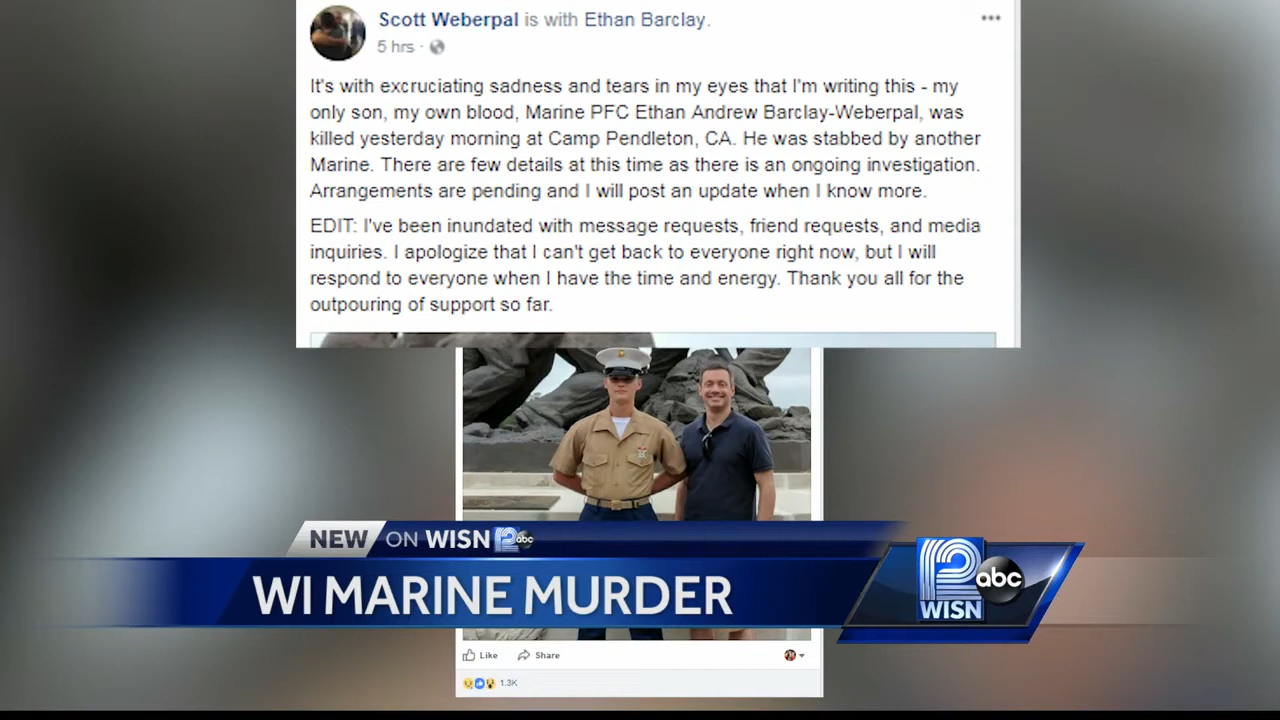 Scott Weberpal is with Ethan Barclay.
5 hrs ·
It's with excruciating sadness and tears in my eyes that I'm writing this - my
only son, my own blood, Marine PFC Ethan Andrew Barclay-Weberpal, was
killed yesterday morning at Camp Pendleton, CA. He was stabbed by another
Marine. There are few details at this time as there is an ongoing investigation.
Arrangements are pending and I will post an update when I know more.
EDIT: I've been inundated with message requests, friend requests, and media
inquiries. I apologize that I can't get back to everyone right now, but I will
respond to everyone when I have the time and energy. Thank you all for the
outpouring of support so far.
NEW ON WISN 12 abc
WI MARINE MURDER
12 abc
WISN
Like Share
1.3K